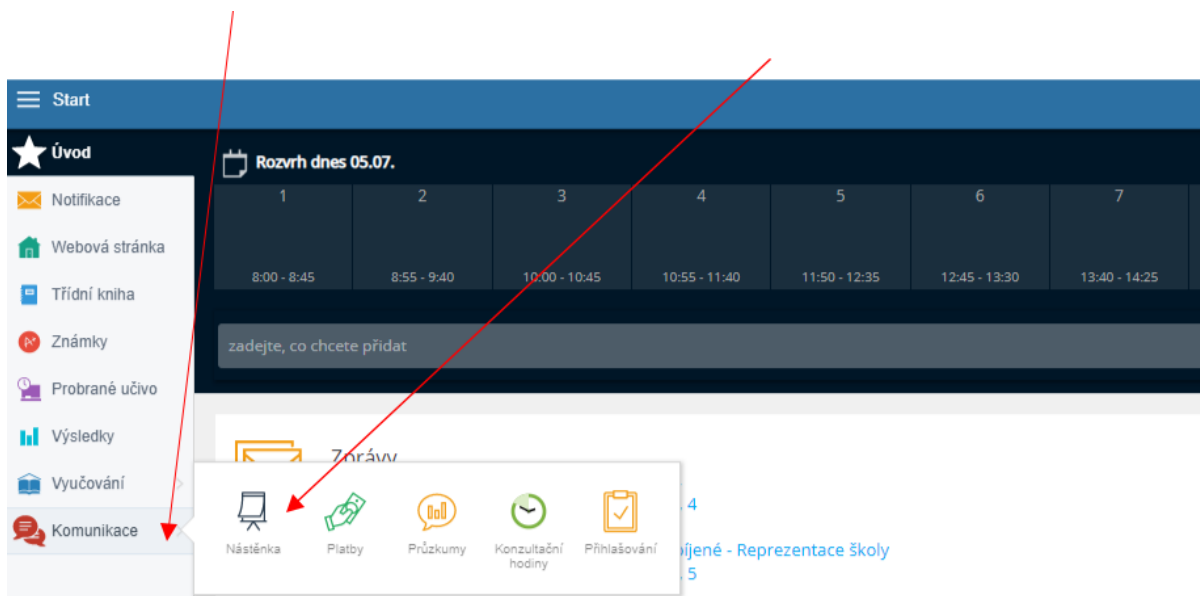 Start
Úvod
Rozvrh dnes 05.07.
Notifikace
1 2 3 4 5 6 7
Webová stránka
8:00 - 8:45 8:55 - 9:40 10:00 - 10:45 10:55 - 11:40 11:50 - 12:35 12:45 - 13:30 13:40 - 14:25
Třídní kniha
Známky
zadejte, co chcete přidat
Probrané učivo
Výsledky
Zprávy
Vyučování
. 4
Komunikace
Nástěnka Platby Průzkumy Konzultační hodiny Přihlašování
bíjené - Reprezentace školy
. 5